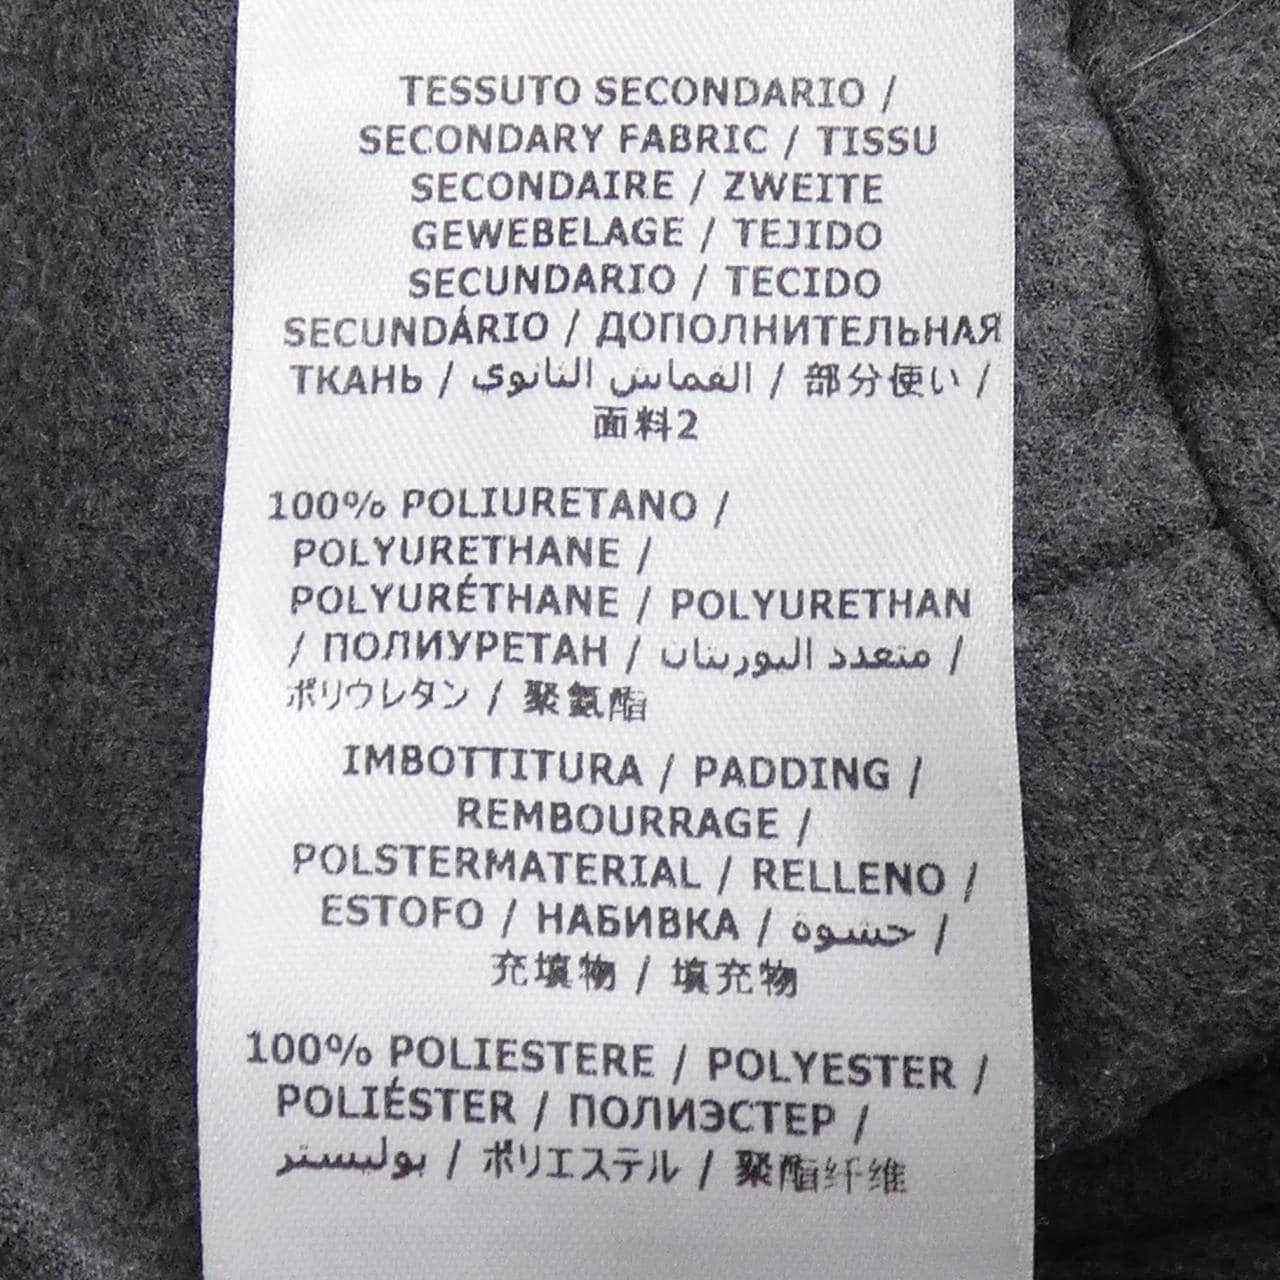 TESSUTO SECONDARIO /
SECONDARY FABRIC / TISSU
SECONDAIRE / ZWEITE
GEWEBELAGE / TEJIDO
SECUNDARIO / TECIDO
SECUNDÁRIO / ДОПОЛНИТЕЛЬНАЯ
ТКАНЬ / القماش الثانوي / 部分使い /
面料2
100% POLIURETANO /
POLYURETHANE /
POLYURÉTHANE / POLYURETHAN
/ ПОЛИУРЕТАН / متعدد اليوريتان /
ポリウレタン / 聚氨酯
IMBOTTITURA / PADDING /
REMBOURRAGE /
POLSTERMATERIAL / RELLENO /
ESTOFO / НАБИВКА / حشوة /
充填物 / 填充物
100% POLIESTERE / POLYESTER /
POLIÉSTER / ПОЛИЭСТЕР /
بوليستر / ポリエステル / 聚酯纤维